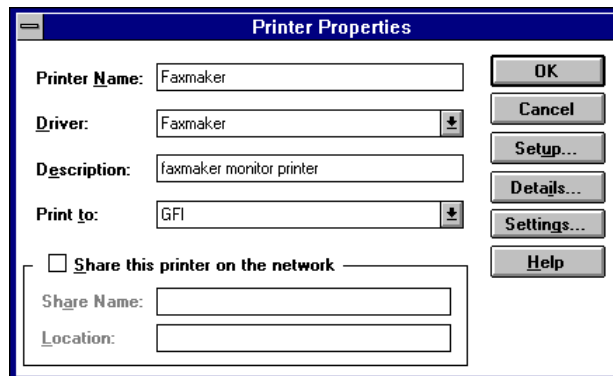 Printer Properties
Printer Name: Faxmaker
Driver: Faxmaker
Description: faxmaker monitor printer
Print to: GFI
Share this printer on the network
Share Name:
Location:
OK
Cancel
Setup...
Details...
Settings...
Help